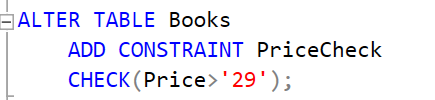 ALTER TABLE Books
ADD CONSTRAINT PriceCheck
CHECK(Price>'29');